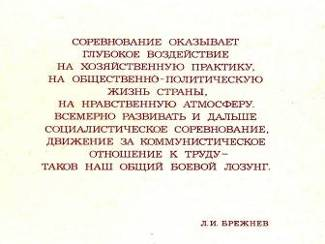 СОРЕВНОВАНИЕ ОКАЗЫВАЕТ
ГЛУБОКОЕ ВОЗДЕЙСТВИЕ
НА ХОЗЯЙСТВЕННУЮ ПРАКТИКУ,
НА ОБЩЕСТВЕННО-ПОЛИТИЧЕСКУЮ
ЖИЗНЬ СТРАНЫ,
НА НРАВСТВЕННУЮ АТМОСФЕРУ.
ВСЕМЕРНО РАЗВИВАТЬ И ДАЛЬШЕ
СОЦИАЛИСТИЧЕСКОЕ СОРЕВНОВАНИЕ,
ДВИЖЕНИЕ ЗА КОММУНИСТИЧЕСКОЕ
ОТНОШЕНИЕ К ТРУДУ-
ТАКОВ НАШ ОБЩИЙ БОЕВОЙ ЛОЗУНГ.
Л.И.БРЕЖНЕВ